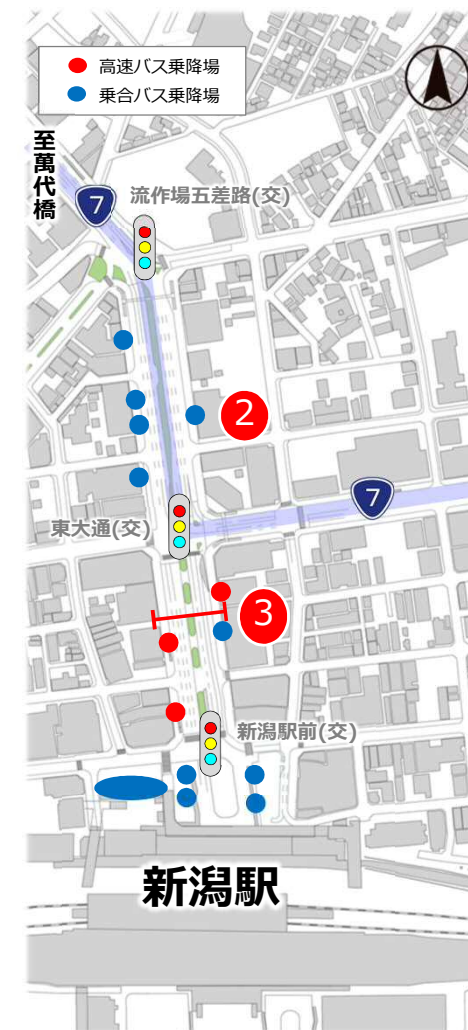 高速バス乗降場
乗合バス乗降場
至萬代橋
7
流作場五差路(交)
2
7
東大通(交)
3
新潟駅前(交)
新潟駅